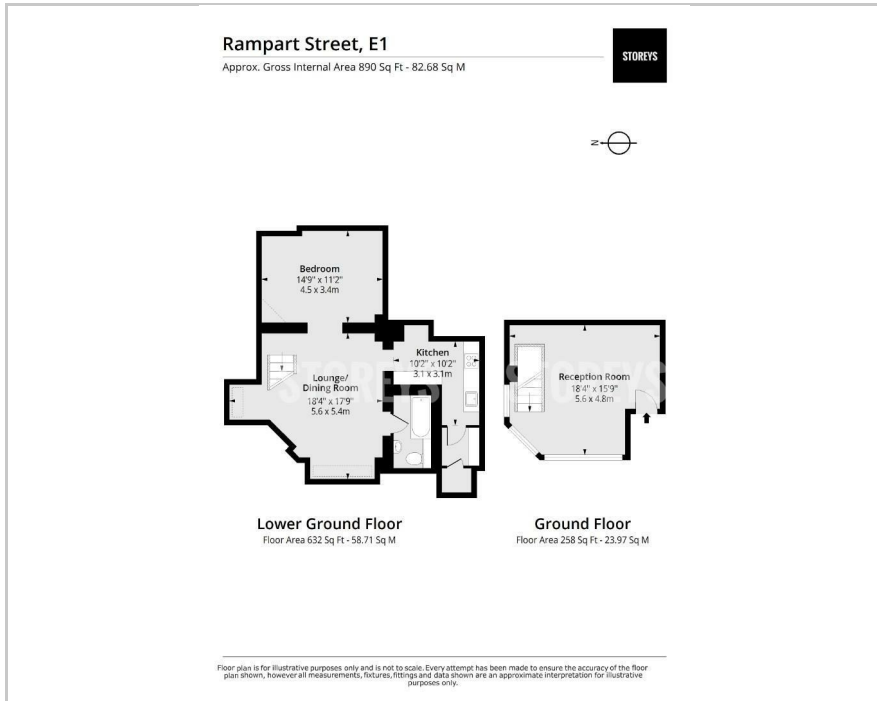 Rampart Street, E1
Approx. Gross Internal Area 890 Sq Ft - 82.68 Sq M
STOREYS
N
Bedroom
14'9" x 11'2"
4.5 x 3.4m
Kitchen
10'2" x 10'2"
3.1 x 3.1m
Lounge/
Dining Room
18'4" x 17'9"
5.6 x 5.4m
Reception Room
18'4" x 15'9"
5.6 x 4.8m
STOREYS
STOREYS
Lower Ground Floor
Floor Area 632 Sq Ft - 58.71 Sq M
Ground Floor
Floor Area 258 Sq Ft - 23.97 Sq M
Floor plan is for illustrative purposes only and is not to scale. Every attempt has been made to ensure the accuracy of the floor
plan shown, however all measurements, fixtures, fittings and data shown are an approximate interpretation for illustrative
purposes only.